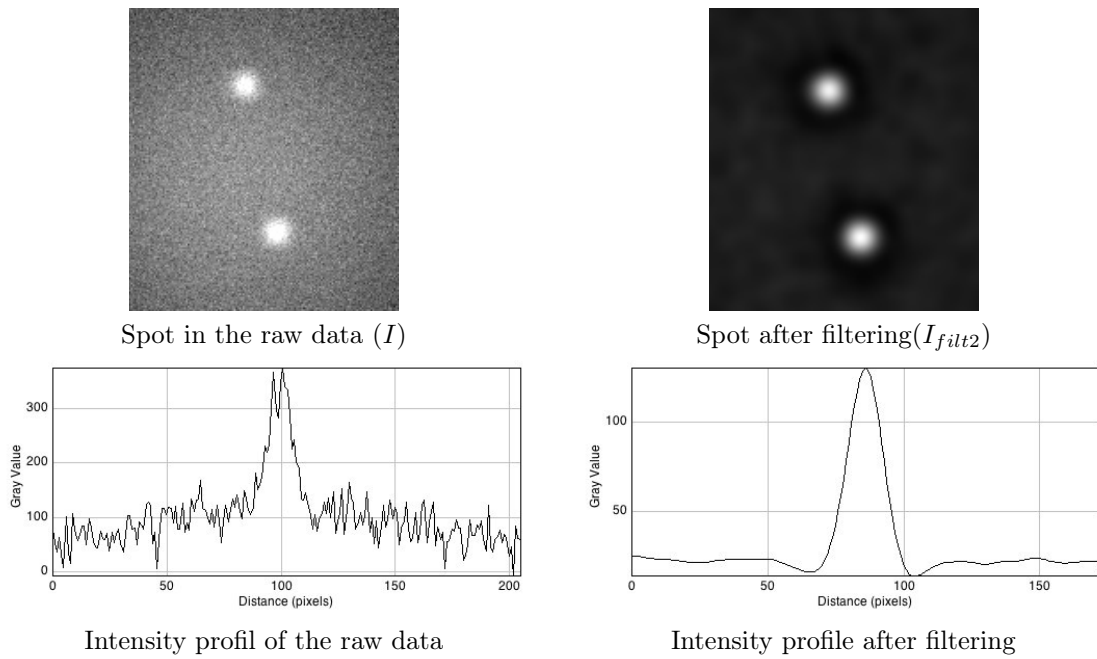 Spot in the raw data (I)
Spot after filtering(I_{filt2})
300
200
100
0
Gray Value
0 50 100 150 200
Distance (pixels)
Intensity profil of the raw data
100
50
Gray Value
0 50 100 150
Distance (pixels)
Intensity profile after filtering